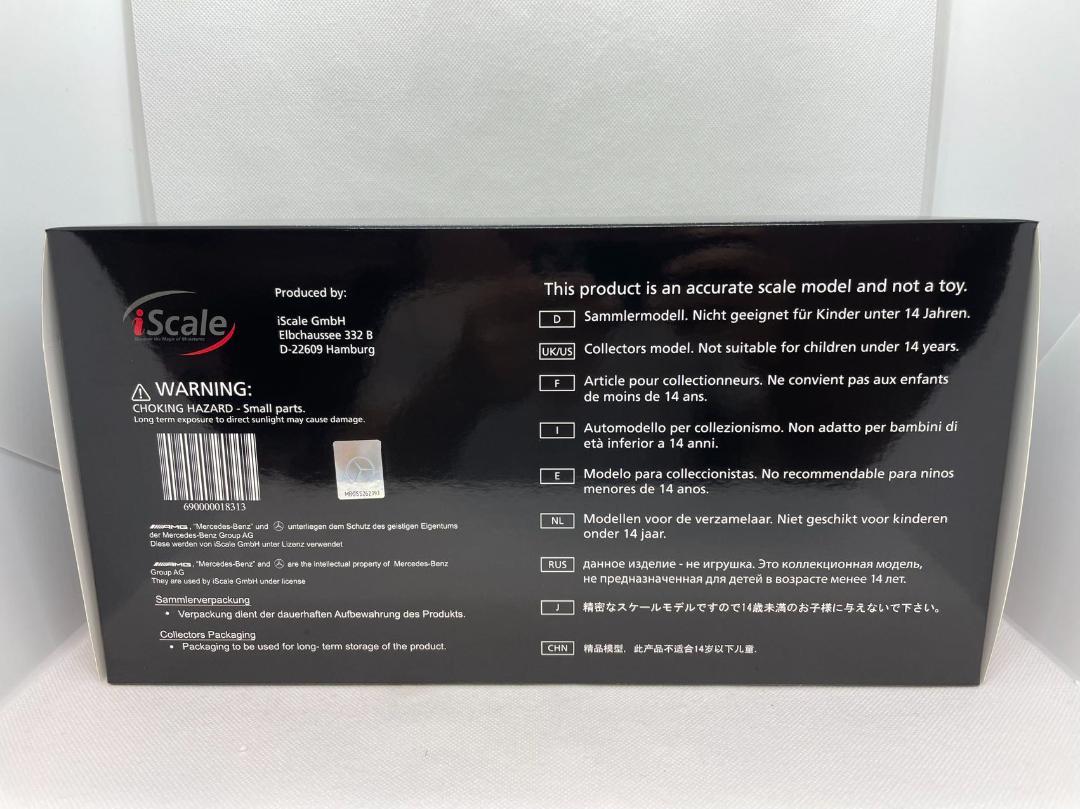 iScale
Produced by:
iScale GmbH
Elbchaussee 332 B
D-22609 Hamburg
WARNING:
CHOKING HAZARD - Small parts.
Long term exposure to direct sunlight may cause damage.
690000018313
AMG, "Mercedes-Benz" und unterliegen dem Schutz des geistigen Eigentums
der Mercedes-Benz Group AG
Diese werden von iScale GmbH unter Lizenz verwendet
AMG, "Mercedes-Benz" and are the intellectual property of Mercedes-Benz
Group AG
They are used by iScale GmbH under license
Sammlerverpackung
• Verpackung dient der dauerhaften Aufbewahrung des Produkts.
Collectors Packaging
• Packaging to be used for long- term storage of the product.
This product is an accurate scale model and not a toy.
D Sammlermodell. Nicht geeignet für Kinder unter 14 Jahren.
UK/US Collectors model. Not suitable for children under 14 years.
F Article pour collectionneurs. Ne convient pas aux enfants
de moins de 14 ans.
I Automodello per collezionismo. Non adatto per bambini di
età inferior a 14 anni.
E Modelo para colleccionistas. No recommendable para ninos
menores de 14 anos.
NL Modellen voor de verzamelaar. Niet geschikt voor kinderen
onder 14 jaar.
RUS данное изделие - не игрушка. Это коллекционная модель,
не предназначенная для детей в возрасте менее 14 лет.
J 精密なスケールモデルですので14歳未満のお子様に与えないで下さい。
CHN 精品模型，此产品不适合14岁以下儿童.